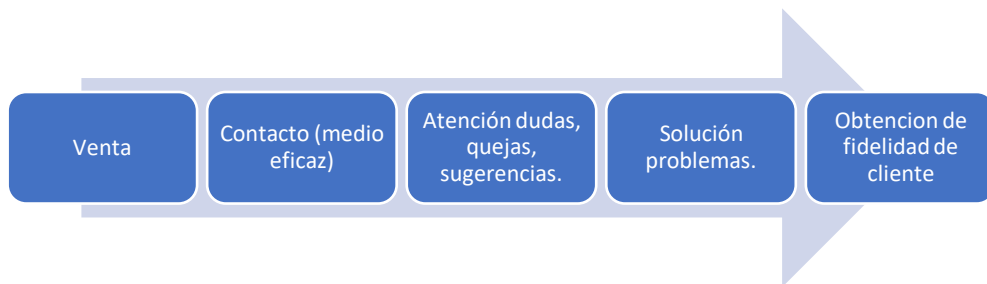 Venta
Contacto (medio
eficaz)
Atención dudas,
quejas,
sugerencias.
Solución
problemas.
Obtencion de
fidelidad de
cliente